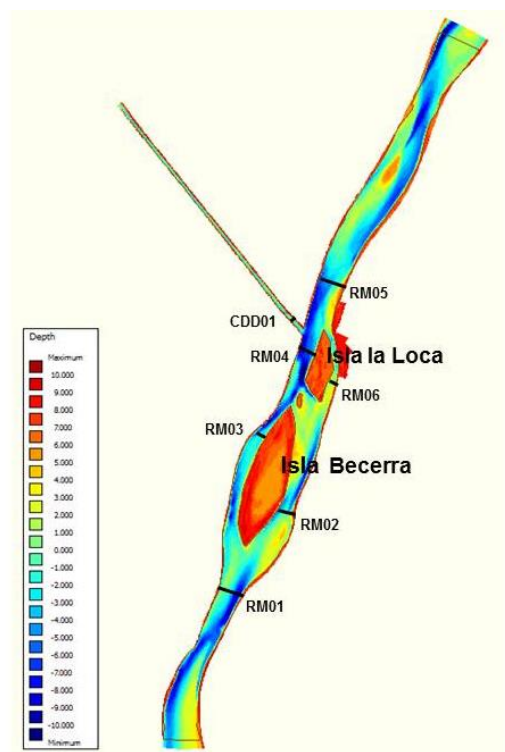 RM05
CDD01
RM04
Isla la Loca
RM06
RM03
Isla Becerra
RM02
RM01
Depth
Maximum
10.000
9.000
8.000
7.000
6.000
5.000
4.000
3.000
2.000
1.000
0.000
-1.000
-2.000
-3.000
-4.000
-5.000
-6.000
-7.000
-8.000
-9.000
-10.000
Minimum